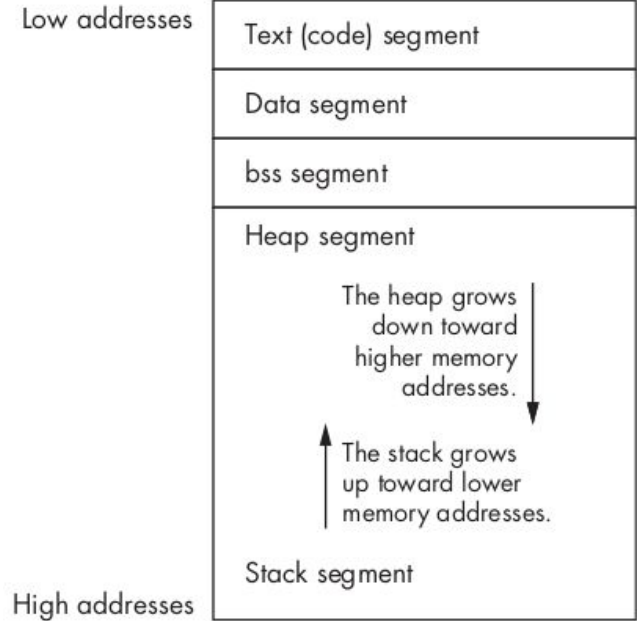 Low addresses
Text (code) segment
Data segment
bss segment
Heap segment
The heap grows
down toward
higher memory
addresses.
The stack grows
up toward lower
memory addresses.
Stack segment
High addresses